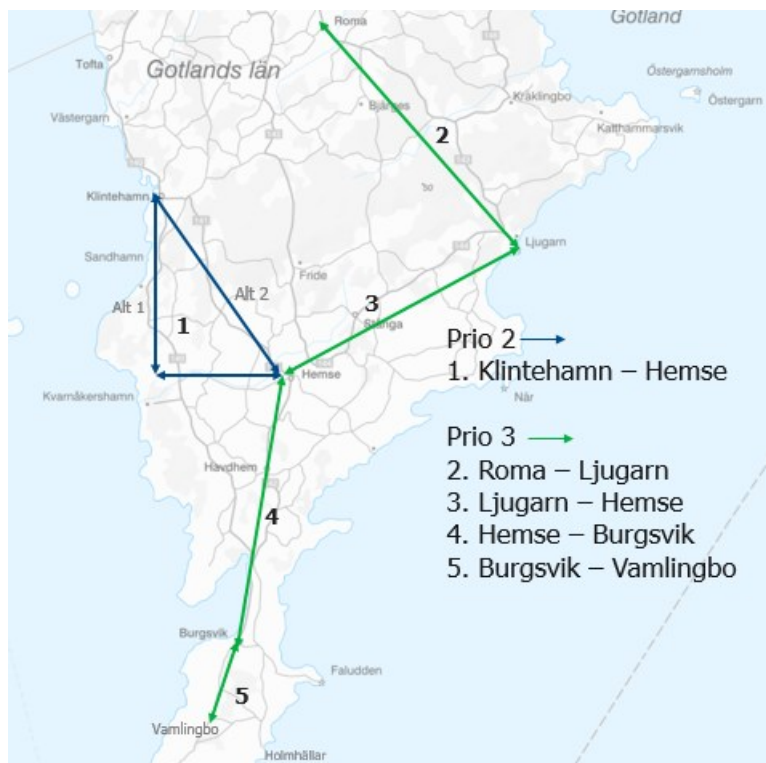 Roma
Gotland
Tofta
Gotlands län
Östergarnsholm
Kräklingbo
Östergarn
Bjärges
Västergarn
Katthammarsvik
2
Klintehamn
Ljugarn
Sandhamn
Fride
Alt 1
Alt 2
3
1
Stånga
Prio 2
Hemse
1. Klintehamn – Hemse
Kvarnåkershamn
När
Prio 3
Havdhem
2. Roma – Ljugarn
3. Ljugarn – Hemse
4
4. Hemse – Burgsvik
5. Burgsvik – Vamlingbo
Burgsvik
Faludden
5
Vamlingbo
Holmhällar